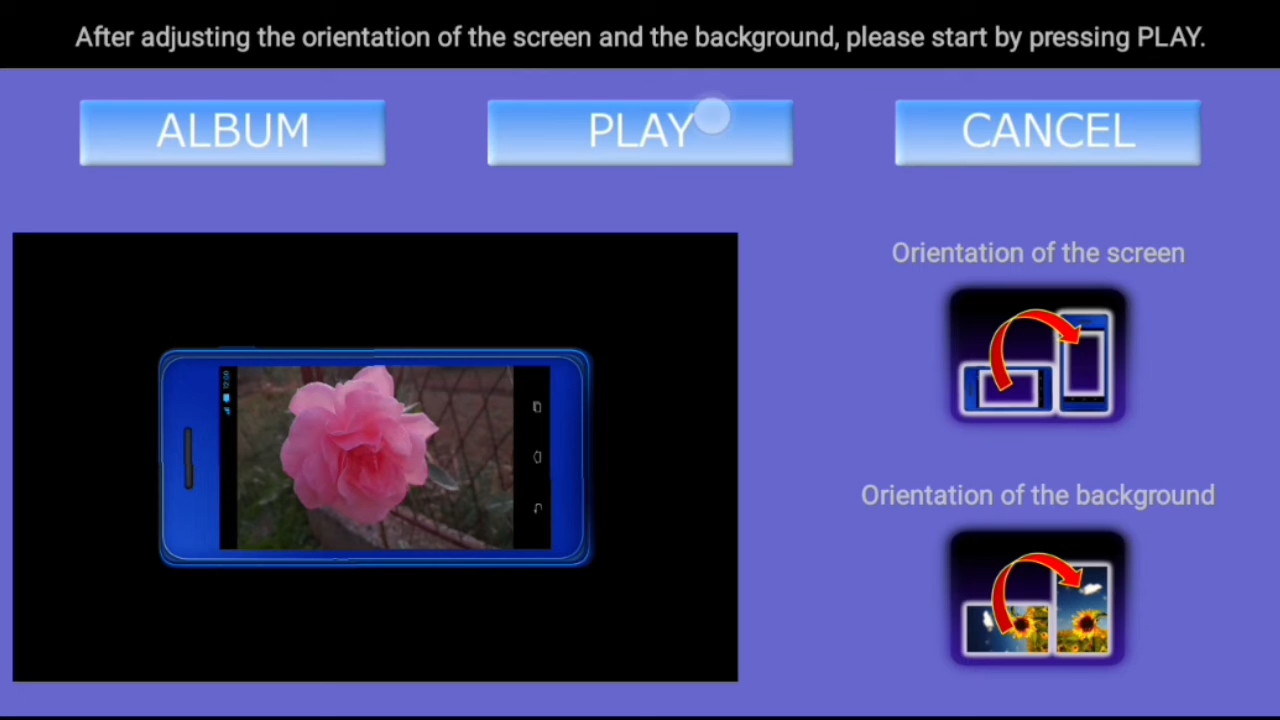 After adjusting the orientation of the screen and the background, please start by pressing PLAY.
ALBUM
PLAY
CANCEL
Orientation of the screen
Orientation of the background